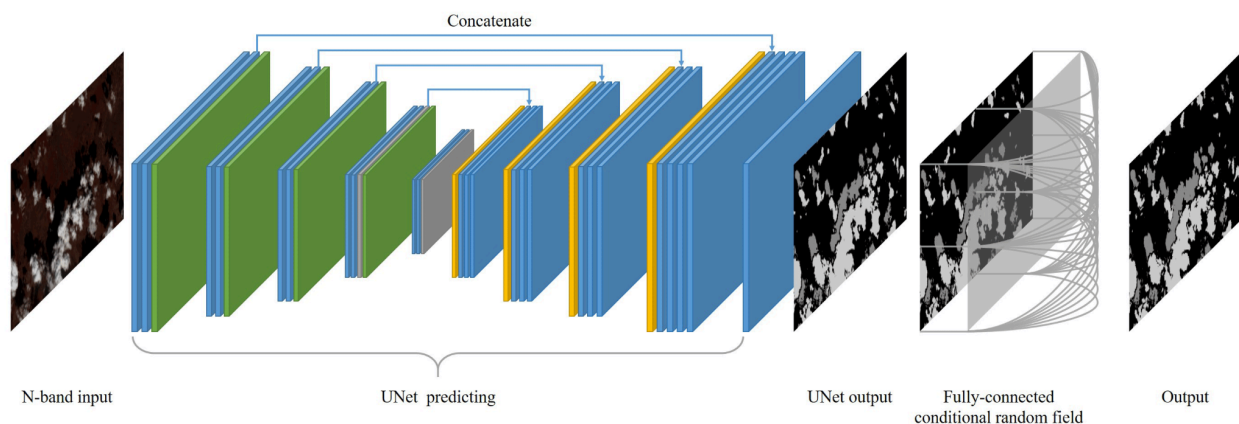 Concatenate
N-band input
UNet predicting
UNet output
Fully-connected
conditional random field
Output